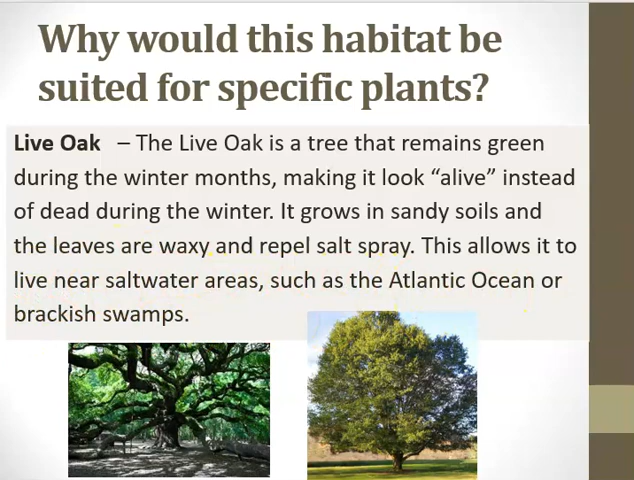 Why would this habitat be
suited for specific plants?
Live Oak – The Live Oak is a tree that remains green
during the winter months, making it look “alive” instead
of dead during the winter. It grows in sandy soils and
the leaves are waxy and repel salt spray. This allows it to
live near saltwater areas, such as the Atlantic Ocean or
brackish swamps.